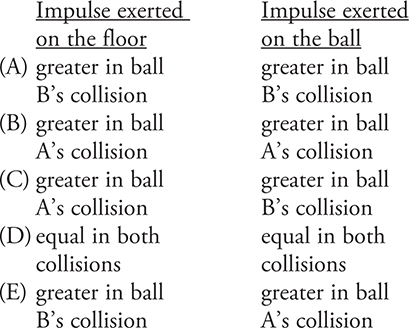 Impulse exerted Impulse exerted
on the floor on the ball
(A) greater in ball greater in ball
B’s collision B’s collision
(B) greater in ball greater in ball
A’s collision A’s collision
(C) greater in ball greater in ball
A’s collision B’s collision
(D) equal in both equal in both
collisions collisions
(E) greater in ball greater in ball
B’s collision A’s collision